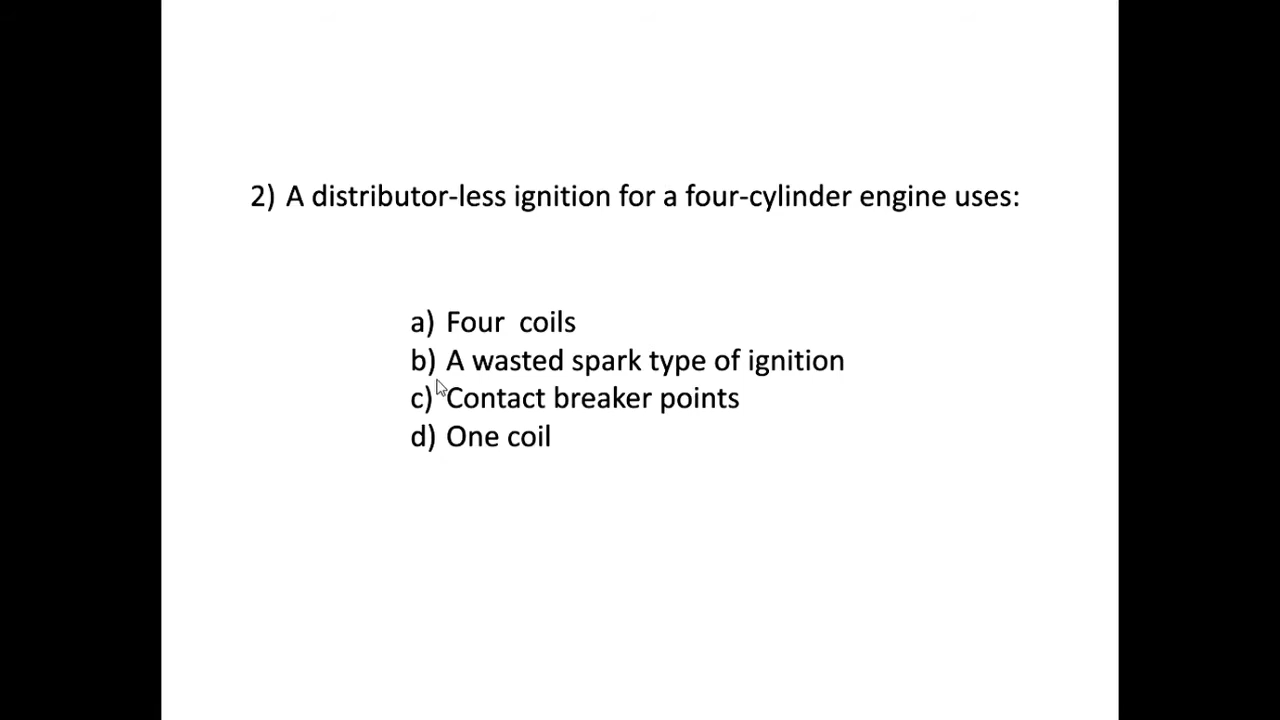 2) A distributor-less ignition for a four-cylinder engine uses:
a) Four coils
b) A wasted spark type of ignition
c) Contact breaker points
d) One coil